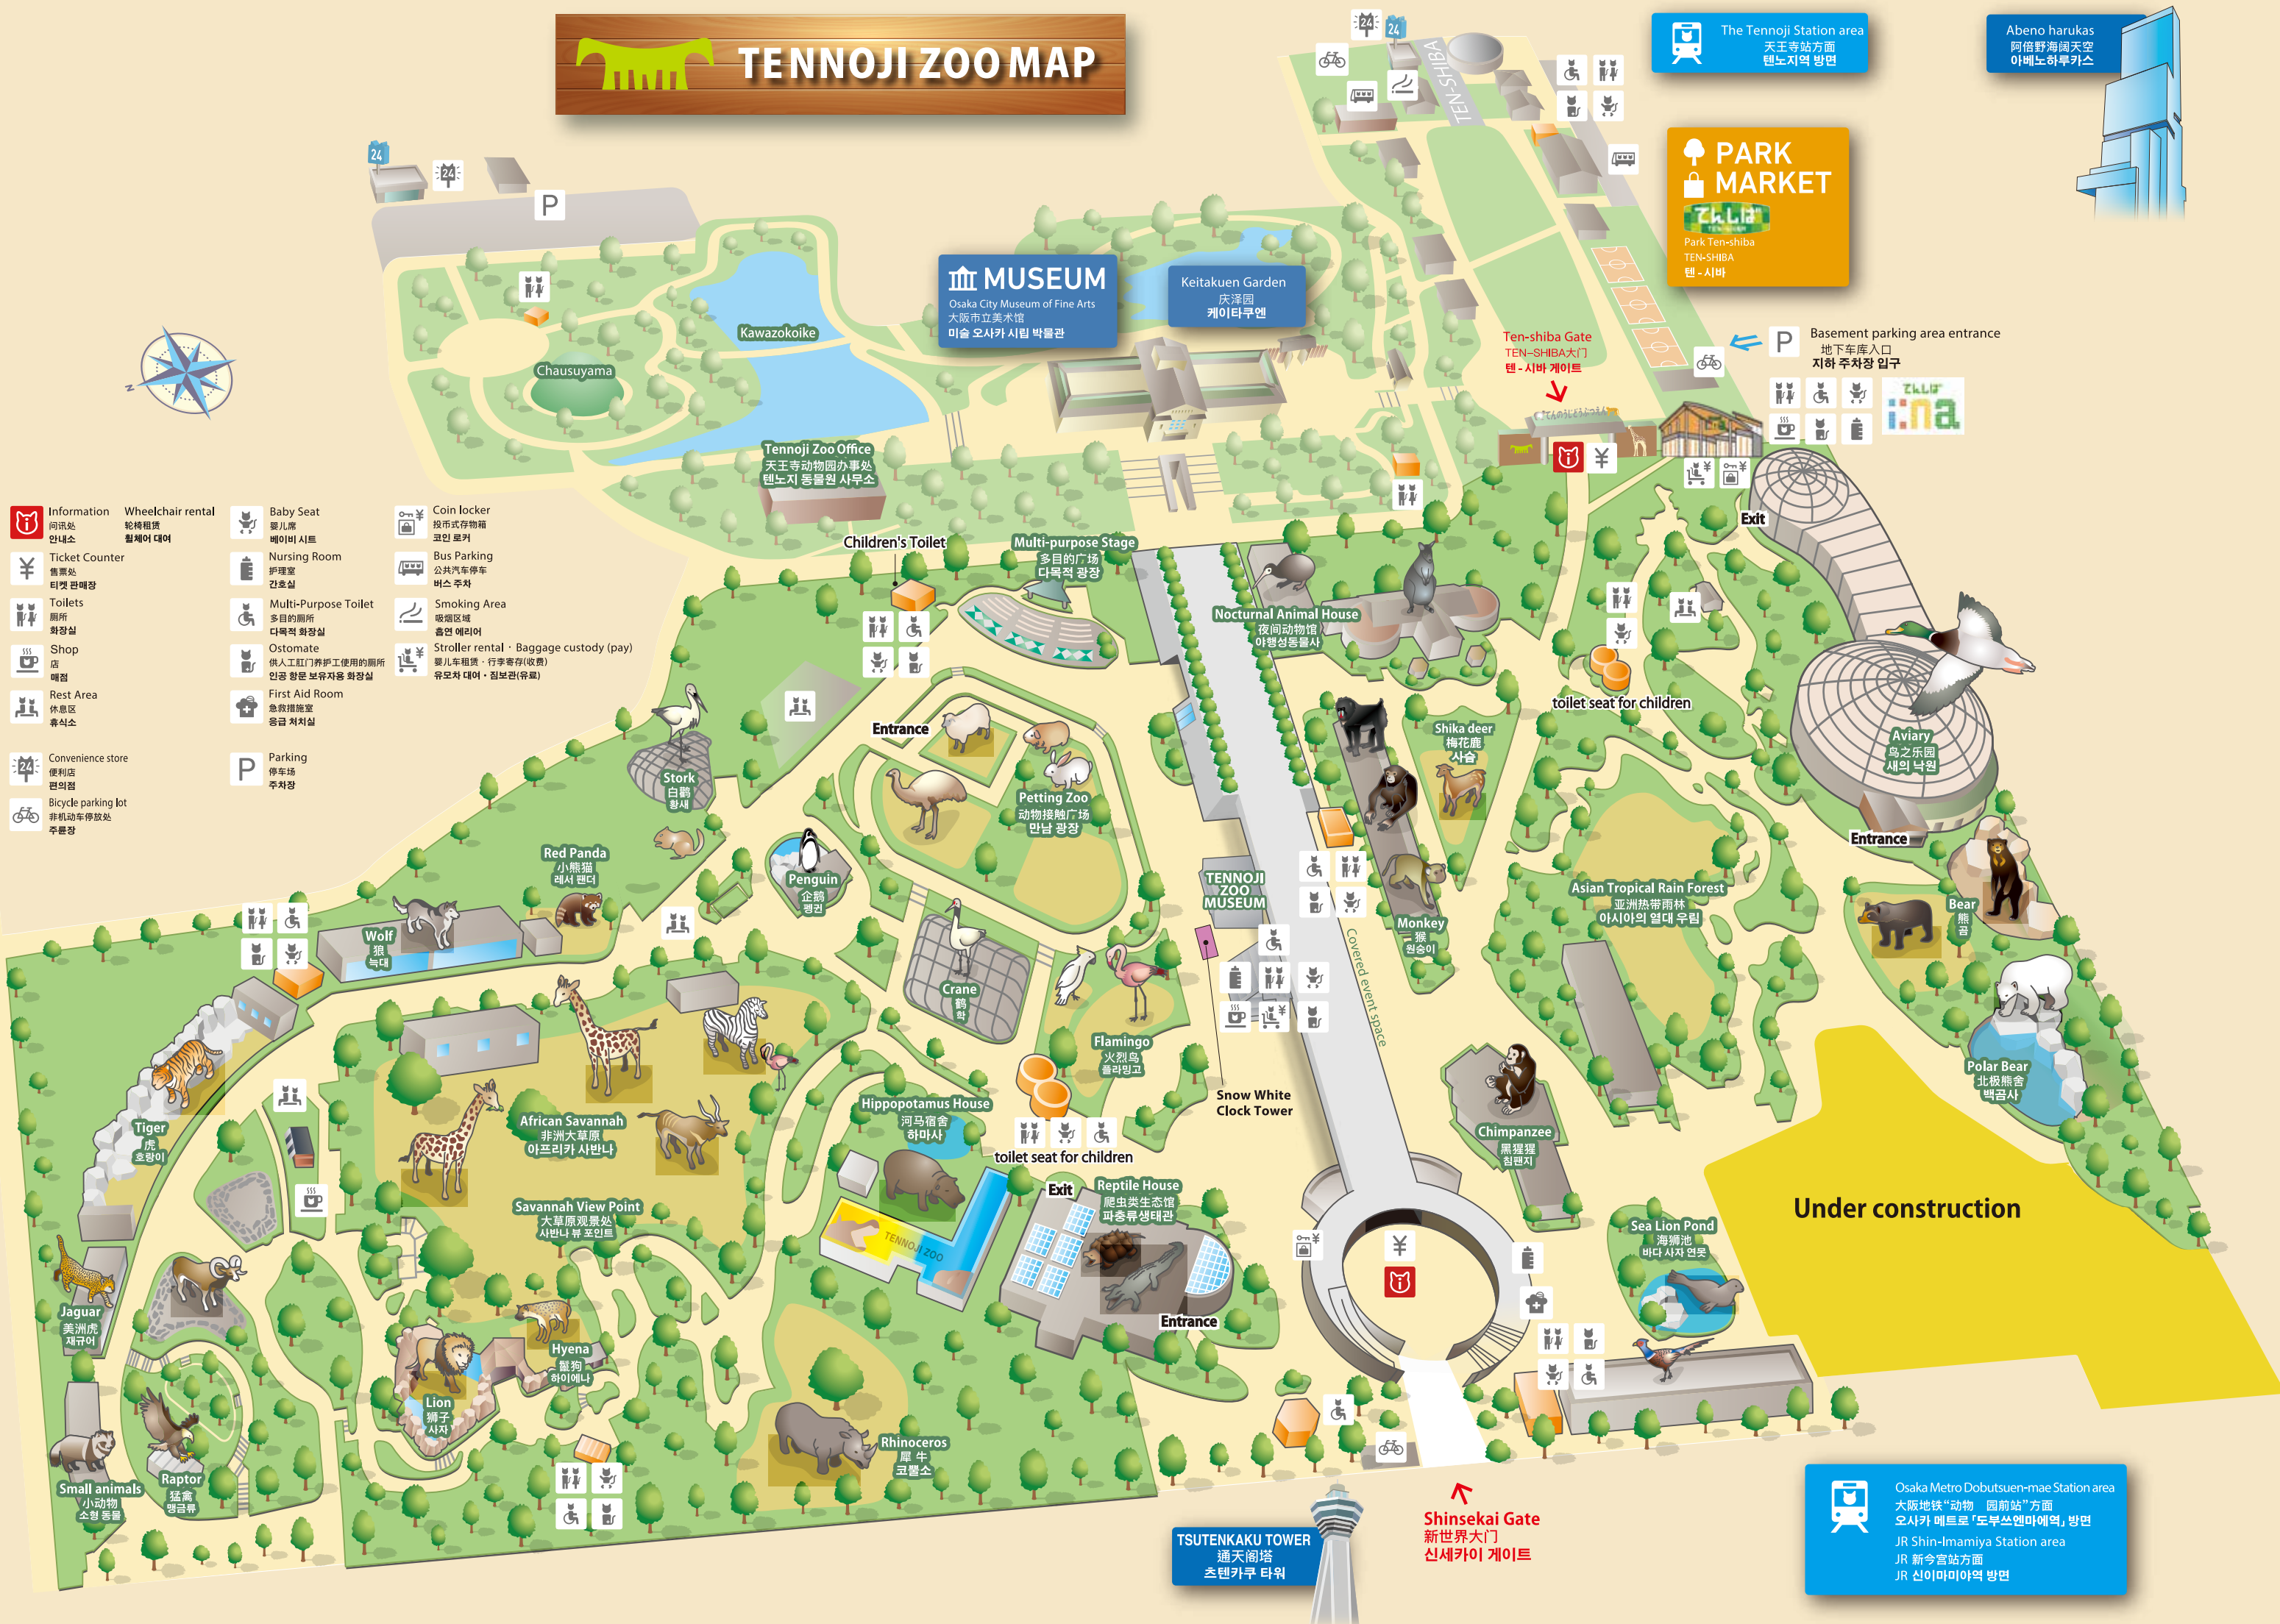 TENNOJI ZOO MAP
24
24
24
24
TEN-SHIBA
The Tennoji Station area
天王寺站方面
텐노지역 방면
Abeno harukas
阿倍野海阔天空
아베노하루카스
PARK
MARKET
てんしば
TEN-SHIBA
Park Ten-shiba
TEN-SHIBA
텐 - 시바
P
Kawazokoike
Chausuyama
MUSEUM
Osaka City Museum of Fine Arts
大阪市立美术馆
미술 오사카 시립 박물관
Keitakuen Garden
庆泽园
케이타쿠엔
Ten-shiba Gate
TEN-SHIBA大门
텐 - 시바 게이트
てんのうじどうぶつえん
P
Basement parking area entrance
地下车库入口
지하 주차장 입구
てんしば
i:na
N
Tennoji Zoo Office
天王寺动物园办事处
텐노지 동물원 사무소
Information
问讯处
안내소
Wheelchair rental
轮椅租赁
휠체어 대여
Ticket Counter
售票处
티켓 판매장
Toilets
厕所
화장실
Shop
店
매점
Rest Area
休息区
휴식소
24
Convenience store
便利店
편의점
Bicycle parking lot
非机动车停放处
주륜장
Baby Seat
婴儿席
베이비 시트
Nursing Room
护理室
간호실
Multi-Purpose Toilet
多目的厕所
다목적 화장실
Ostomate
供人工肛门养护工使用的厕所
인공 항문 보유자용 화장실
First Aid Room
急救措施室
응급 처치실
P
Parking
停车场
주차장
Coin locker
投币式存物箱
코인 로커
Bus Parking
公共汽车停车
버스 주차
Smoking Area
吸烟区域
흡연 에리어
Stroller rental・Baggage custody (pay)
婴儿车租赁・行李寄存(收费)
유모차 대여・짐보관(유료)
Children's Toilet
Multi-purpose Stage
多目的广场
다목적 광장
Nocturnal Animal House
夜间动物馆
야행성동물사
Exit
toilet seat for children
Entrance
Stork
白鹳
황새
Petting Zoo
动物接触广场
만남 광장
Shika deer
梅花鹿
사슴
Aviary
鸟之乐园
새의 낙원
Entrance
Red Panda
小熊猫
레서 팬더
Penguin
企鹅
펭귄
TENNOJI
ZOO
MUSEUM
Monkey
猴
원숭이
Asian Tropical Rain Forest
亚洲热带雨林
아시아의 열대 우림
Bear
熊
곰
Wolf
狼
늑대
Crane
鹤
학
Covered event space
Flamingo
火烈鸟
플라밍고
Snow White
Clock Tower
Polar Bear
北极熊舍
백곰사
Tiger
虎
호랑이
African Savannah
非洲大草原
아프리카 사반나
Hippopotamus House
河马宿舍
하마사
toilet seat for children
Chimpanzee
黑猩猩
침팬지
Savannah View Point
大草原观景处
사반나 뷰 포인트
TENNOJI ZOO
Exit
Reptile House
爬虫类生态馆
파충류생태관
Entrance
Sea Lion Pond
海狮池
바다 사자 연못
Under construction
Jaguar
美洲虎
재규어
Hyena
鬣狗
하이에나
Lion
狮子
사자
Rhinoceros
犀 牛
코뿔소
Small animals
小动物
소형 동물
Raptor
猛禽
맹금류
TSUTENKAKU TOWER
通天阁塔
츠텐카쿠 타워
Shinsekai Gate
新世界大门
신세카이 게이트
Osaka Metro Dobutsuen-mae Station area
大阪地铁“动物　园前站”方面
오사카 메트로「도부쓰엔마에역」방면
JR Shin-Imamiya Station area
JR 新今宫站方面
JR 신이마미야역 방면